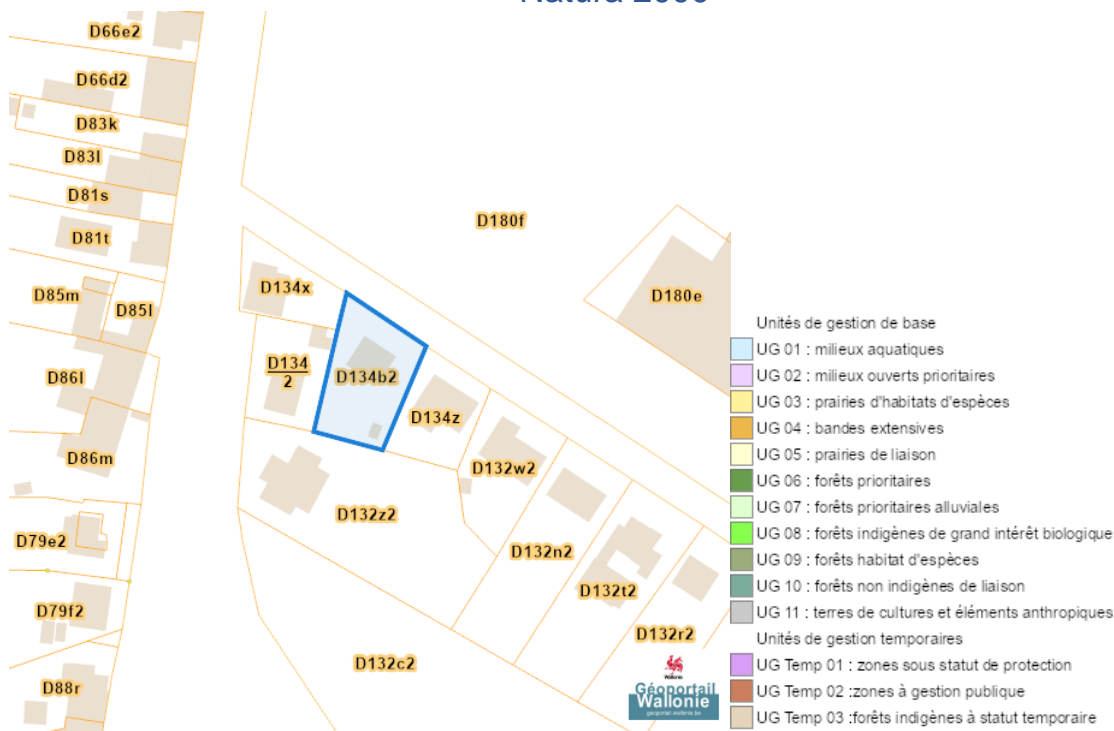 Natura 2000
D66e2
D66d2
D83k
D83l
D81s
D81t
D180f
D85m
D85l
D134x
D180e
D134
2
D134b2
D86l
D134z
D86m
D132w2
D132z2
D79e2
D132n2
D79f2
D132t2
D132r2
D132c2
D88r
Wallonie
Géoportail
Wallonie
geoportail.wallonie.be
Unités de gestion de base
UG 01 : milieux aquatiques
UG 02 : milieux ouverts prioritaires
UG 03 : prairies d'habitats d'espèces
UG 04 : bandes extensives
UG 05 : prairies de liaison
UG 06 : forêts prioritaires
UG 07 : forêts prioritaires alluviales
UG 08 : forêts indigènes de grand intérêt biologique
UG 09 : forêts habitat d'espèces
UG 10 : forêts non indigènes de liaison
UG 11 : terres de cultures et éléments anthropiques
Unités de gestion temporaires
UG Temp 01 : zones sous statut de protection
UG Temp 02 :zones à gestion publique
UG Temp 03 :forêts indigènes à statut temporaire